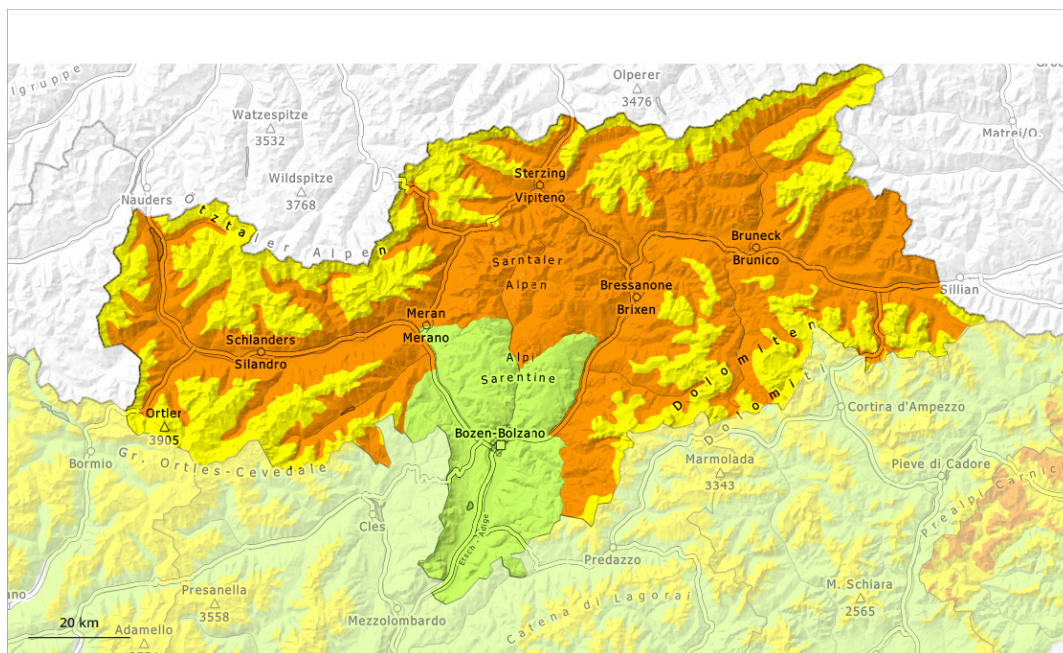 Olperer
3476
lgruppe
Watzespitze
3532
Matrei/O.
Sterzing
Vipiteno
Wildspitze
3768
Nauders
Ötztaler Alpen
Bruneck
Brunico
Sarntaler
Alpen
Sillian
Bressanone
Brixen
Meran
Merano
Schlanders
Silandro
Alpi
Sarentine
Dolomiten
Dolomiti
Ortler
3905
Cortina d'Ampezzo
Bozen-Bolzano
Bormio
Gr. Ortles-Cevedale
Marmolada
3343
Pieve di Cadore
Prealpi Carnic
Cles
Etsch - Adige
Predazzo
Presanella
3558
M. Schiara
2565
ano
Mezzolombardo
Catena di Lagorai
20 km
Adamello